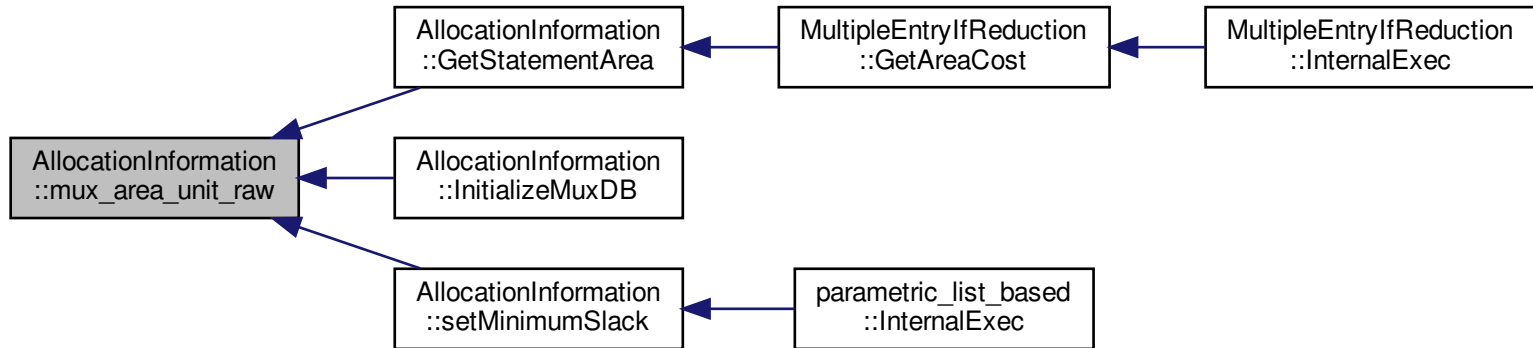 AllocationInformation
::mux_area_unit_raw
AllocationInformation
::GetStatementArea
MultipleEntryIfReduction
::GetAreaCost
MultipleEntryIfReduction
::InternalExec
AllocationInformation
::InitializeMuxDB
AllocationInformation
::setMinimumSlack
parametric_list_based
::InternalExec